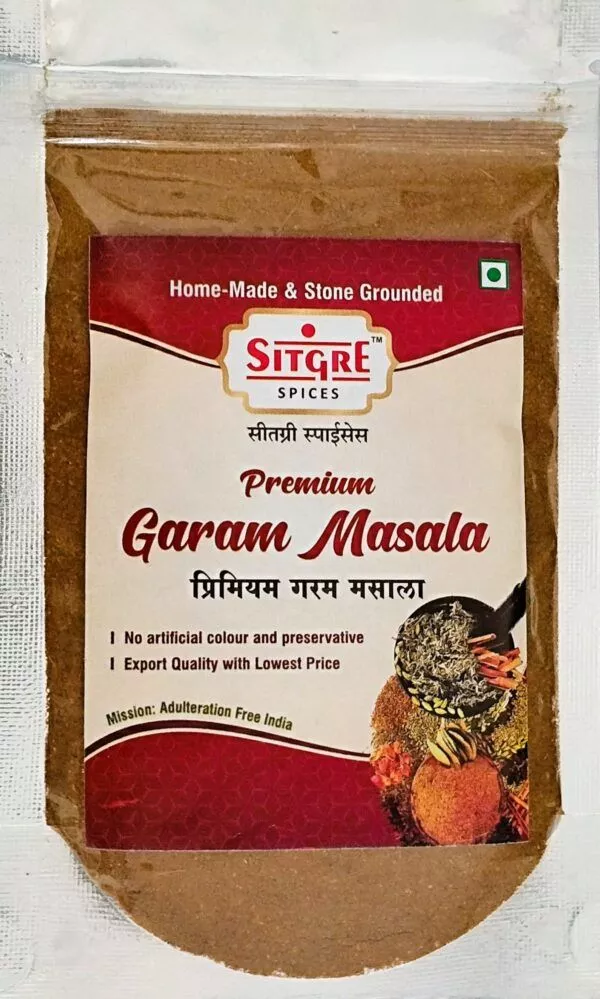 Home-Made & Stone Grounded
SITGRE™
SPICES
सीतग्री स्पाईसेस
Premium
Garam Masala
प्रिमियम गरम मसाला
No artificial colour and preservative
Export Quality with Lowest Price
Mission: Adulteration Free India